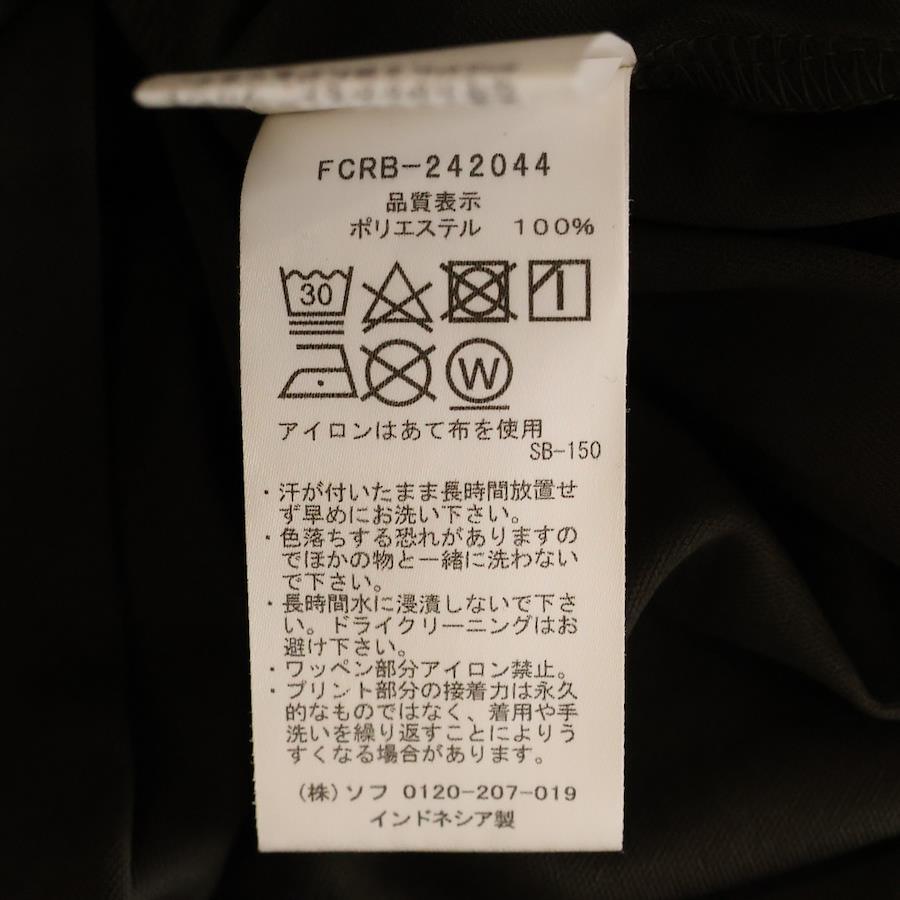 FCRB-242044
品質表示
ポリエステル 100%
30
W
アイロンはあて布を使用
SB-150
・汗が付いたまま長時間放置せ
ず早めにお洗い下さい。
・色落ちする恐れがありますの
でほかの物と一緒に洗わない
で下さい。
・長時間水に浸漬しないで下さ
い。ドライクリーニングはお
避け下さい。
・ワッペン部分アイロン禁止。
・プリント部分の接着力は永久
的なものではなく、着用や手
洗いを繰り返すことによりう
すくなる場合があります。
(株)ソフ 0120-207-019
インドネシア製